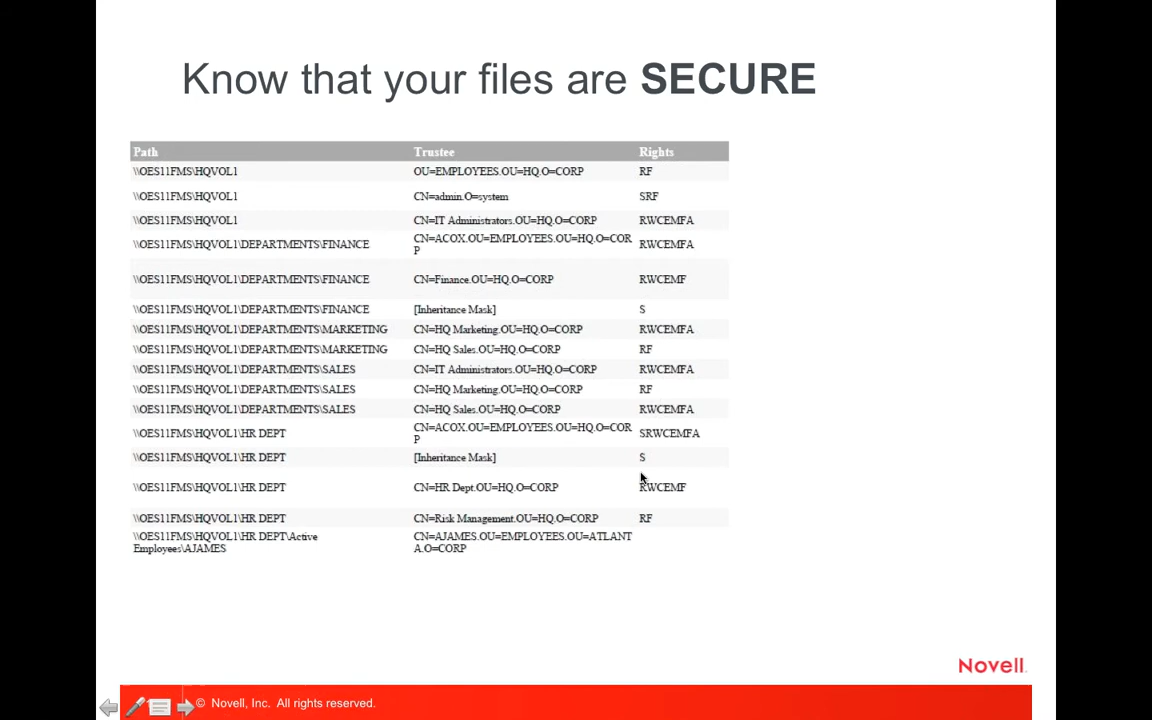 Know that your files are SECURE
Path Trustee Rights
\\OES11FMS\HQVOL1 OU=EMPLOYEES.OU=HQ.O=CORP RF
\\OES11FMS\HQVOL1 CN=admin.O=system SRF
\\OES11FMS\HQVOL1 CN=IT Administrators.OU=HQ.O=CORP RWCEMFA
\\OES11FMS\HQVOL1\DEPARTMENTS\FINANCE CN=ACOX.OU=EMPLOYEES.OU=HQ.O=COR RWCEMFA
P
\\OES11FMS\HQVOL1\DEPARTMENTS\FINANCE CN=Finance.OU=HQ.O=CORP RWCEMF
\\OES11FMS\HQVOL1\DEPARTMENTS\FINANCE [Inheritance Mask] S
\\OES11FMS\HQVOL1\DEPARTMENTS\MARKETING CN=HQ Marketing.OU=HQ.O=CORP RWCEMFA
\\OES11FMS\HQVOL1\DEPARTMENTS\MARKETING CN=HQ Sales.OU=HQ.O=CORP RF
\\OES11FMS\HQVOL1\DEPARTMENTS\SALES CN=IT Administrators.OU=HQ.O=CORP RWCEMFA
\\OES11FMS\HQVOL1\DEPARTMENTS\SALES CN=HQ Marketing.OU=HQ.O=CORP RF
\\OES11FMS\HQVOL1\DEPARTMENTS\SALES CN=HQ Sales.OU=HQ.O=CORP RWCEMFA
\\OES11FMS\HQVOL1\HR DEPT CN=ACOX.OU=EMPLOYEES.OU=HQ.O=COR SRWCEMFA
P
\\OES11FMS\HQVOL1\HR DEPT [Inheritance Mask] S
\\OES11FMS\HQVOL1\HR DEPT CN=HR Dept.OU=HQ.O=CORP RWCEMF
\\OES11FMS\HQVOL1\HR DEPT CN=Risk Management.OU=HQ.O=CORP RF
\\OES11FMS\HQVOL1\HR DEPT\Active CN=AJAMES.OU=EMPLOYEES.OU=ATLANT
Employees\AJAMES A.O=CORP
Novell.
© Novell, Inc. All rights reserved.